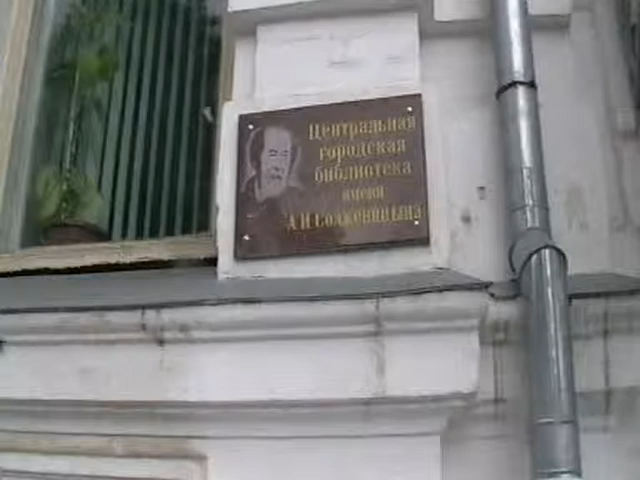 Центральная
городская
библиотека
имени
А.И.Солженицына